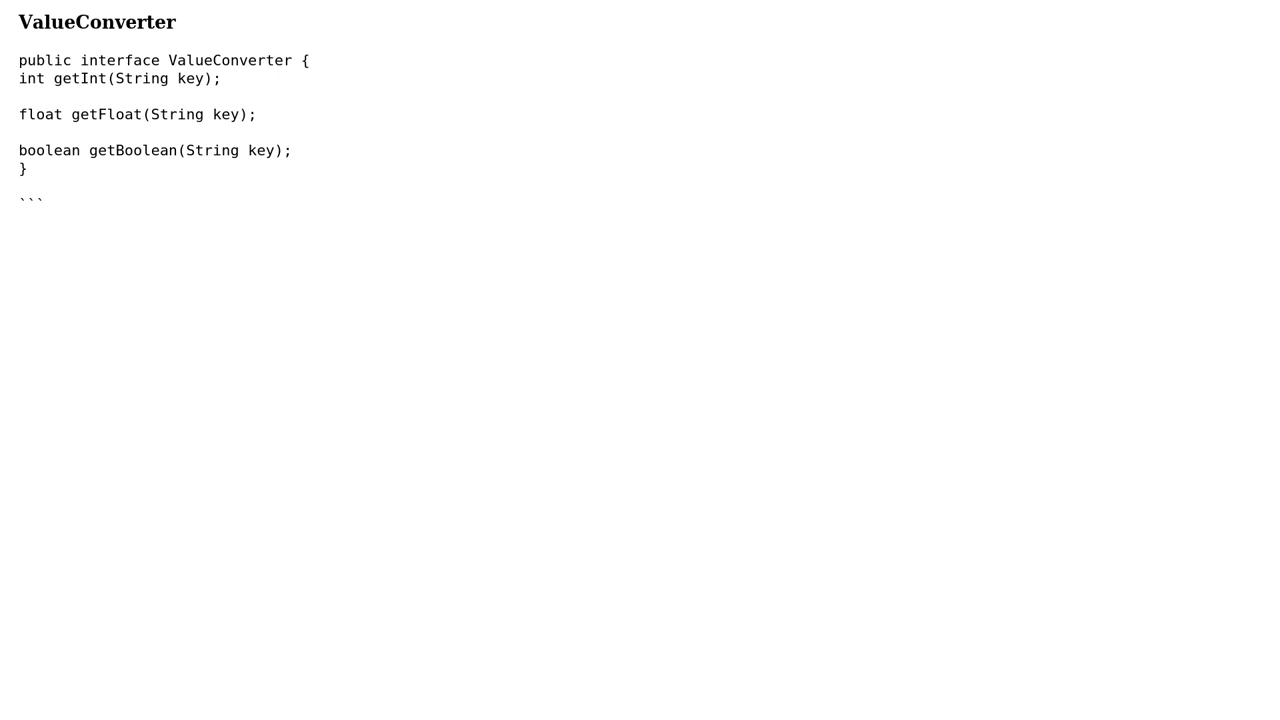 ValueConverter
public interface ValueConverter {
int getInt(String key);
float getFloat(String key);
boolean getBoolean(String key);
}
```